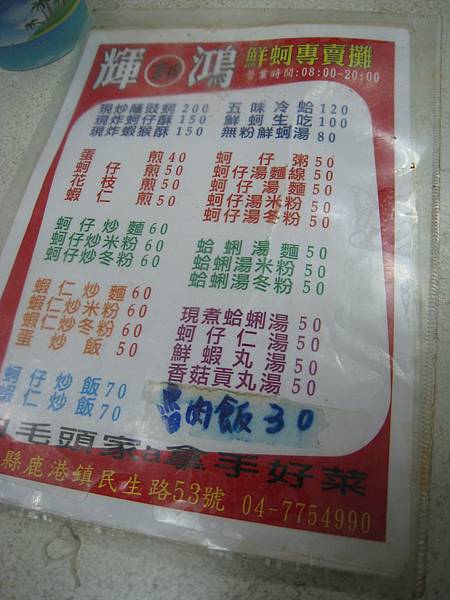 輝鴻
鮮蚵專賣攤
營業時間:08:00-20:00
現炒蔭豉蚵 200
現炸蚵仔酥 150
現炸蝦猴酥 150
五味冷蛤 120
鮮蚵生吃 100
無粉鮮蚵湯 80
蛋煎 40
蚵仔煎 50
花枝煎 50
蝦仁煎 50
蚵仔粥 50
蚵仔湯麵線 50
蚵仔湯麵 50
蚵仔湯米粉 50
蚵仔湯冬粉 50
蚵仔炒麵 60
蚵仔炒米粉 60
蚵仔炒冬粉 60
蛤蜊湯麵 50
蛤蜊湯米粉 50
蛤蜊湯冬粉 50
蝦仁炒麵 60
蝦仁炒米粉 60
蝦仁炒冬粉 60
蛋炒飯 50
現煮蛤蜊湯 50
蚵仔仁湯 50
鮮蝦丸湯 50
香菇貢丸湯 50
蚵仔炒飯 70
蝦仁炒飯 70
魯肉飯 30
毛頭家 拿手好菜
縣鹿港鎮民生路53號 04-7754990